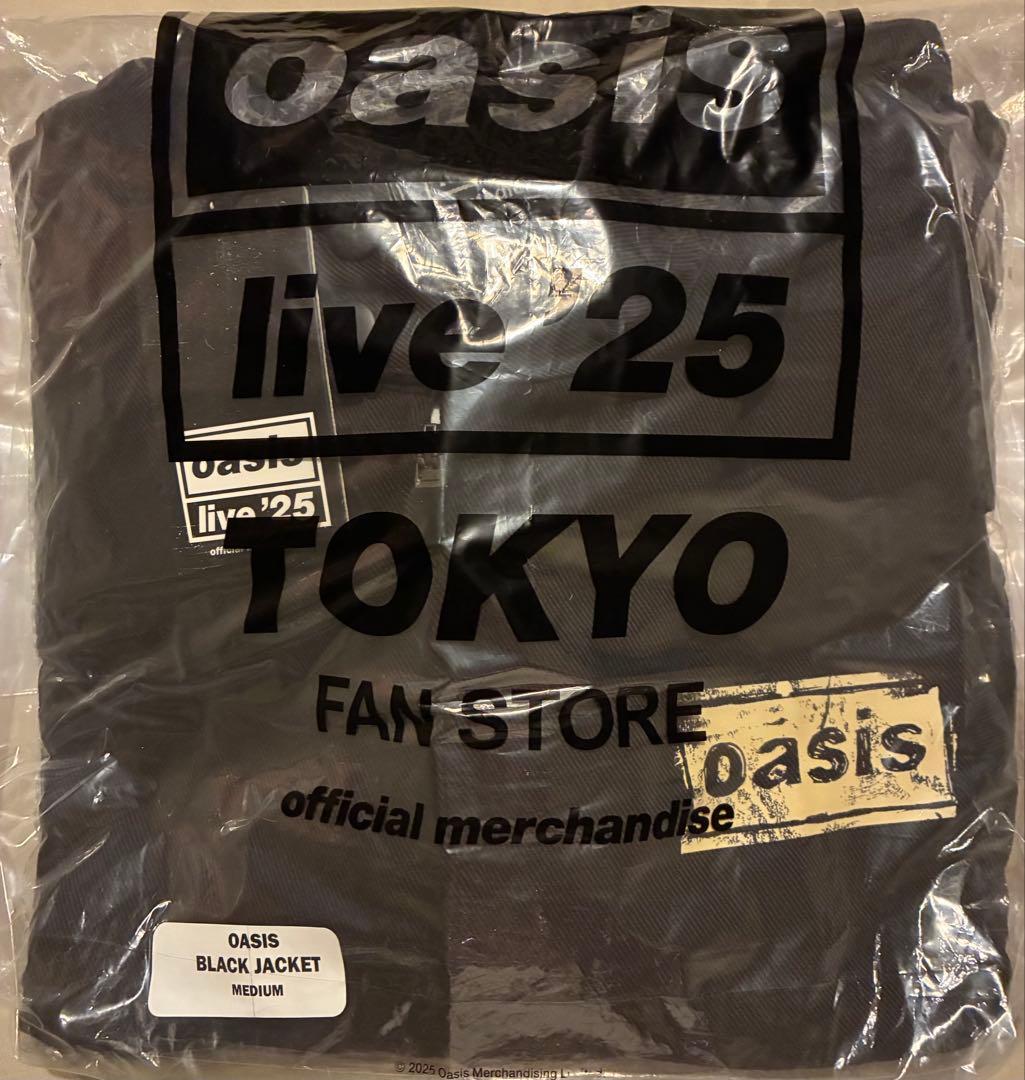 oasis
live '25
oasis
live '25
official
TOKYO
FAN STORE
oasis
official merchandise
OASIS
BLACK JACKET
MEDIUM
© 2025 Oasis Merchandising